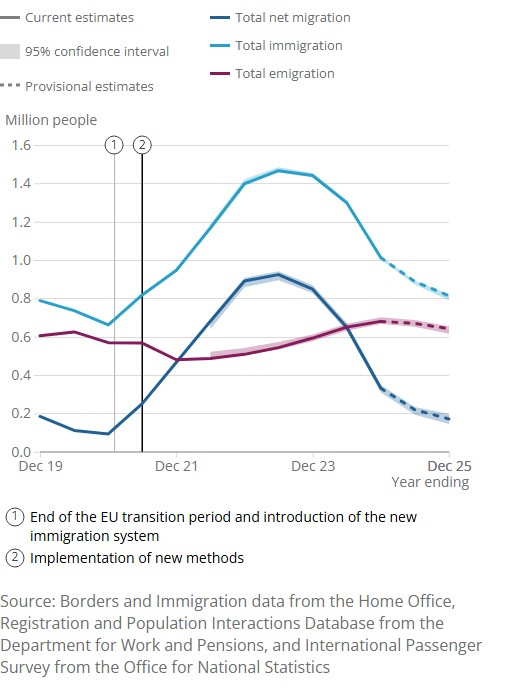 Current estimates
Total net migration
95% confidence interval
Total immigration
Provisional estimates
Total emigration
Million people
1.6
1.4
1.2
1.0
0.8
0.6
0.4
0.2
0.0
1
2
Dec 19
Dec 21
Dec 23
Dec 25
Year ending
1 End of the EU transition period and introduction of the new
immigration system
2 Implementation of new methods
Source: Borders and Immigration data from the Home Office,
Registration and Population Interactions Database from the
Department for Work and Pensions, and International Passenger
Survey from the Office for National Statistics